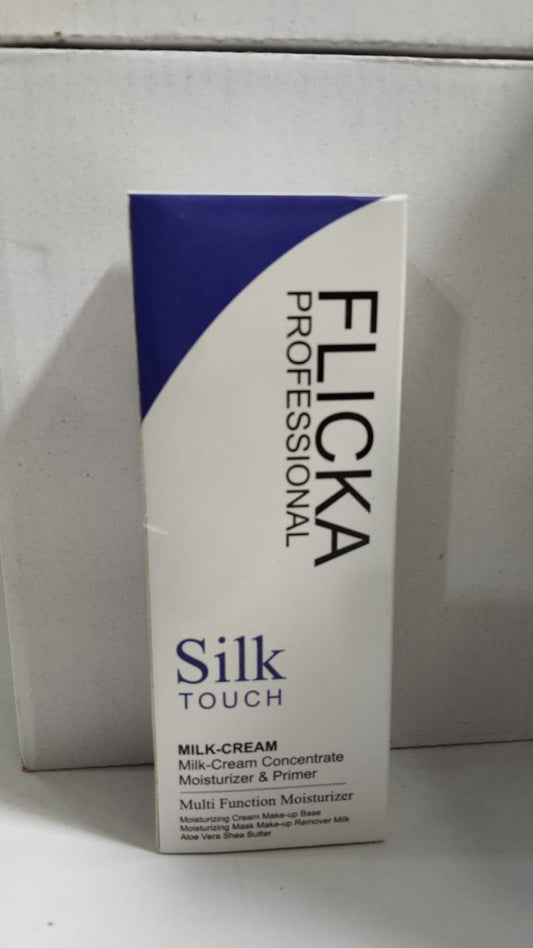 FLICKA
PROFESSIONAL
Silk
TOUCH
MILK-CREAM
Milk-Cream Concentrate
Moisturizer & Primer
Multi Function Moisturizer
Moisturizing Cream Make-up Base
Moisturizing Mask Make-up Remover Milk
Aloe Vera Shea Butter